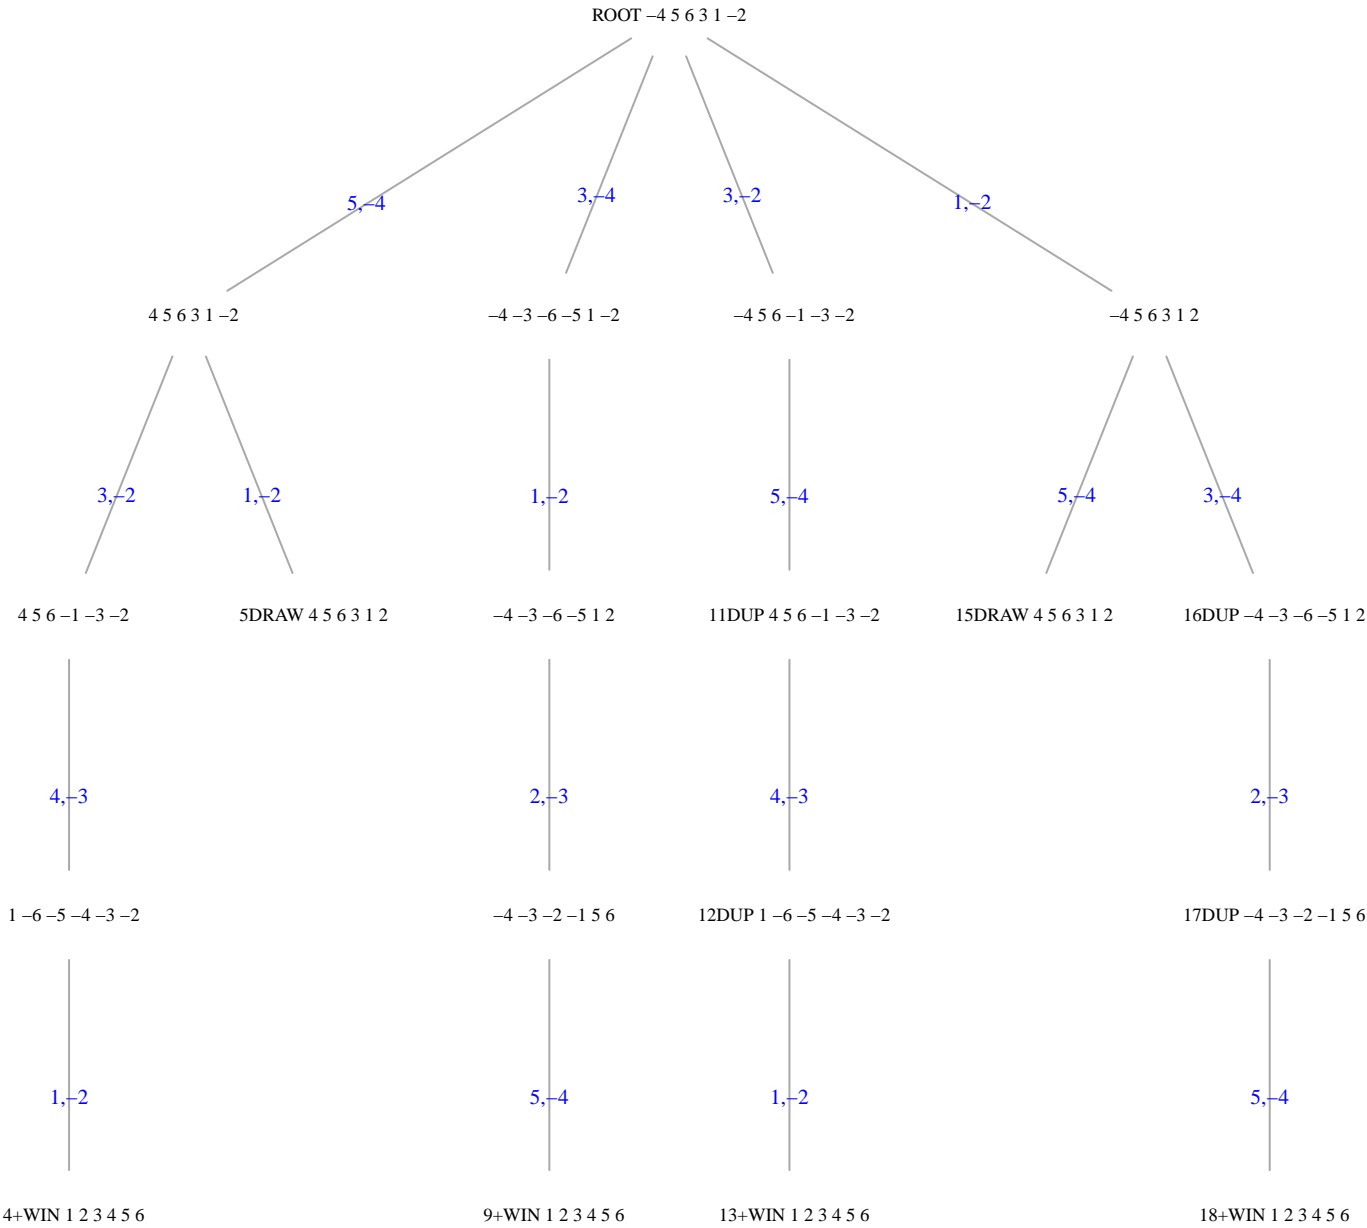 ROOT –4 5 6 3 1 –2
5,–4
3,–4
3,–2
1,–2
4 5 6 3 1 –2
–4 –3 –6 –5 1 –2
–4 5 6 –1 –3 –2
–4 5 6 3 1 2
3,–2
1,–2
1,–2
5,–4
5,–4
3,–4
4 5 6 –1 –3 –2
5DRAW 4 5 6 3 1 2
–4 –3 –6 –5 1 2
11DUP 4 5 6 –1 –3 –2
15DRAW 4 5 6 3 1 2
16DUP –4 –3 –6 –5 1 2
4,–3
2,–3
4,–3
2,–3
1 –6 –5 –4 –3 –2
–4 –3 –2 –1 5 6
12DUP 1 –6 –5 –4 –3 –2
17DUP –4 –3 –2 –1 5 6
1,–2
5,–4
1,–2
5,–4
4+WIN 1 2 3 4 5 6
9+WIN 1 2 3 4 5 6
13+WIN 1 2 3 4 5 6
18+WIN 1 2 3 4 5 6